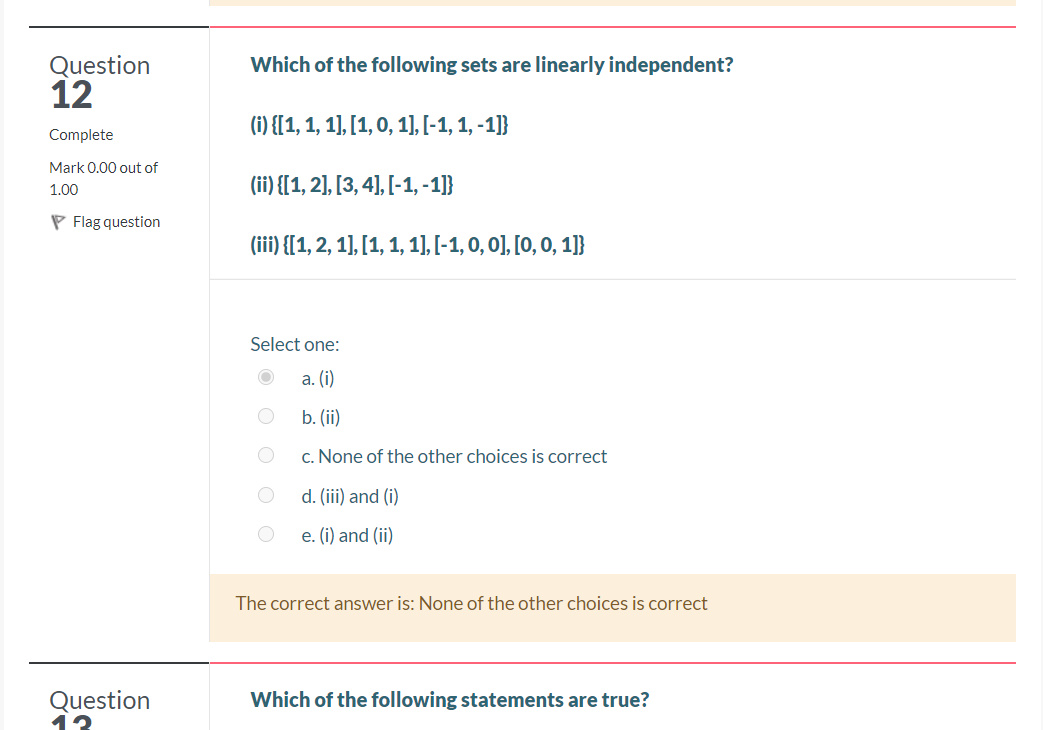 Question
12
Complete
Mark 0.00 out of
1.00
Flag question
Which of the following sets are linearly independent?
(i) {[1, 1, 1], [1, 0, 1], [-1, 1, -1]}
(ii) {[1, 2], [3, 4], [-1, -1]}
(iii) {[1, 2, 1], [1, 1, 1], [-1, 0, 0], [0, 0, 1]}
Select one:
a. (i)
b. (ii)
c. None of the other choices is correct
d. (iii) and (i)
e. (i) and (ii)
The correct answer is: None of the other choices is correct
Question
13
Which of the following statements are true?